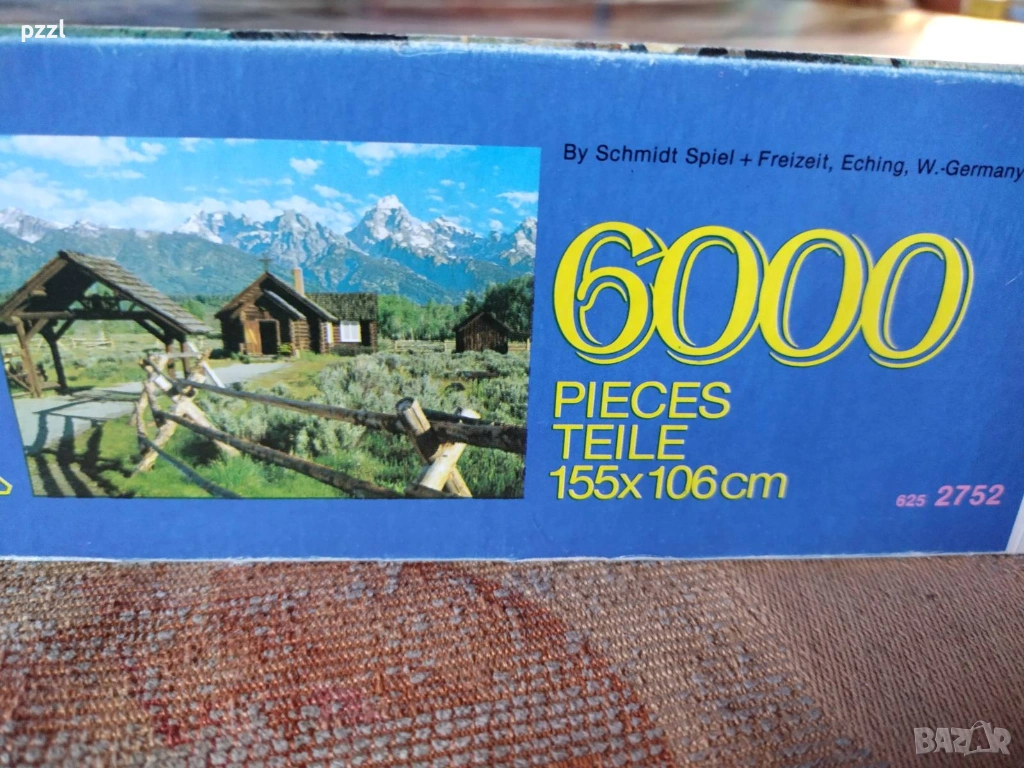 pzzl
By Schmidt Spiel + Freizeit, Eching, W.-Germany
6000
PIECES
TEILE
155x106cm
625 2752
BAZAR